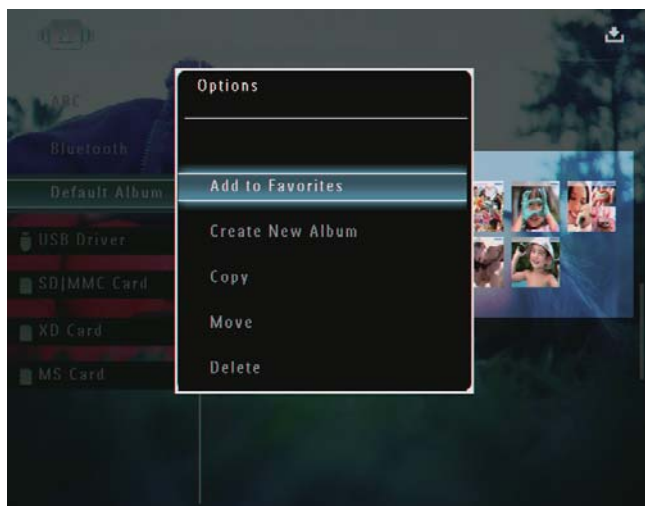 ABC
Bluetooth
Default Album
USB Driver
SD|MMC Card
XD Card
MS Card
Options
Add to Favorites
Create New Album
Copy
Move
Delete